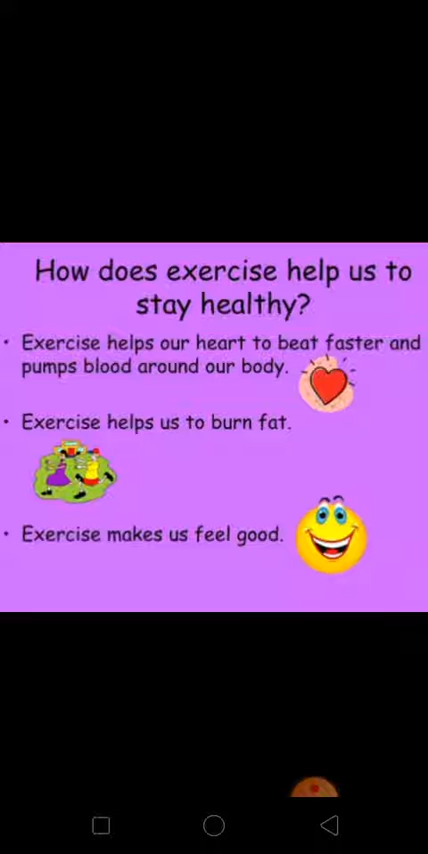 How does exercise help us to
stay healthy?
• Exercise helps our heart to beat faster and
pumps blood around our body.
• Exercise helps us to burn fat.
• Exercise makes us feel good.